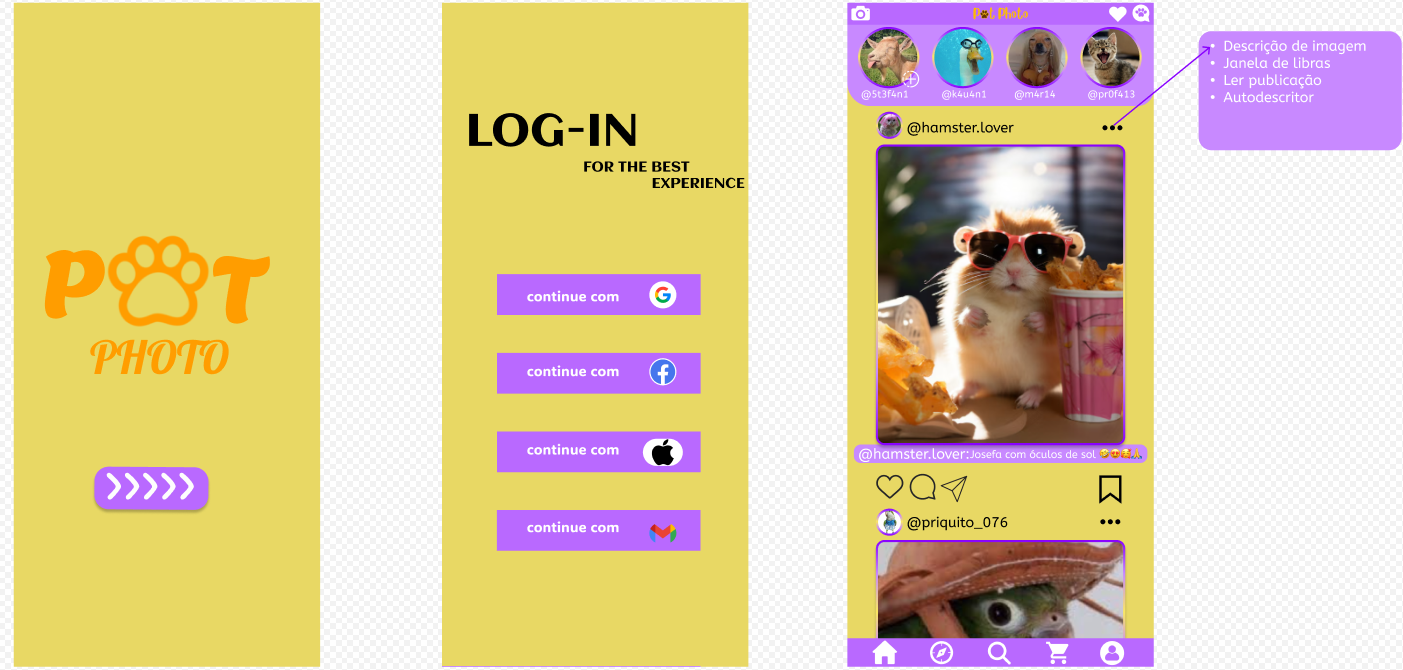 P T
PHOTO
LOG-IN
FOR THE BEST
EXPERIENCE
continue com
continue com
continue com
continue com
P t Photo
@5t3f4n1
@k4u4n1
@m4r14
@pr0f413
@hamster.lover
@hamster.lover:Josefa com óculos de sol 🤣😍🥰🙏
@priquito_076
• Descrição de imagem
• Janela de libras
• Ler publicação
• Autodescritor